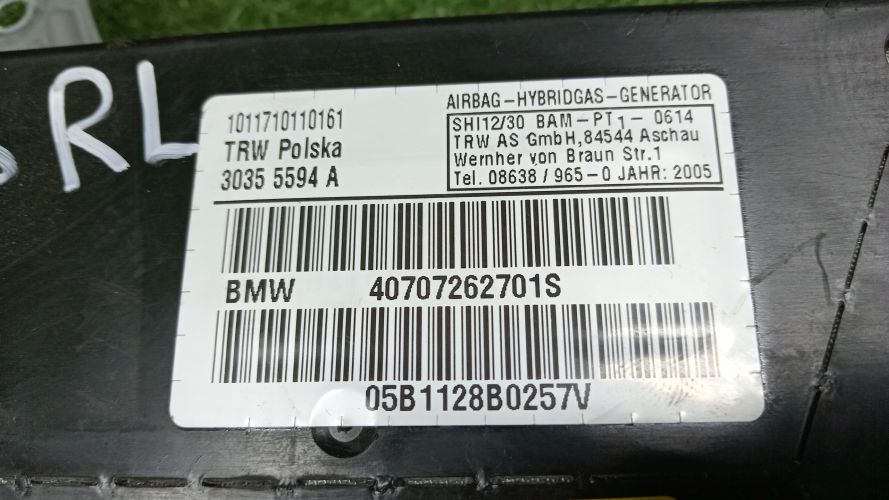 RL
1011710110161
TRW Polska
3035 5594 A
AIRBAG-HYBRIDGAS-GENERATOR
SHI12/30 BAM-PT1-0614
TRW AS GmbH,84544 Aschau
Wernher von Braun Str.1
Tel. 08638/965-0 JAHR: 2005
BMW 40707262701S
05B1128B0257V